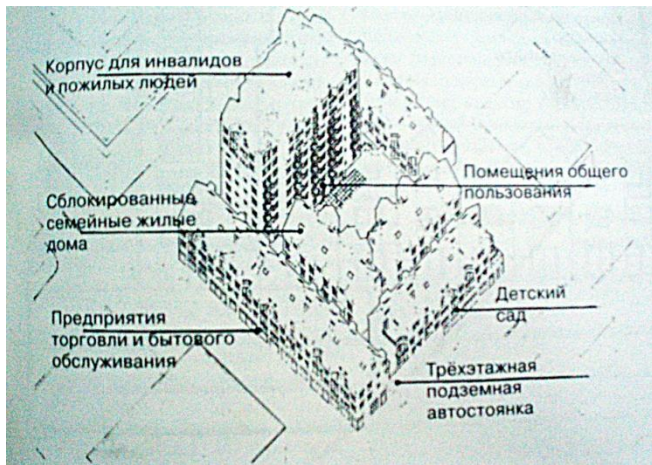 Корпус для инвалидов
и пожилых людей
Помещения общего
пользования
Сблокированные
семейные жилые
дома
Детский
сад
Предприятия
торговли и бытового
обслуживания
Трёхэтажная
подземная
автостоянка